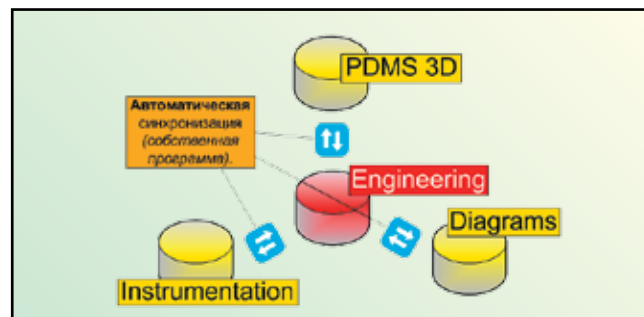 PDMS 3D
Автоматическая
синхронизация
(собственная
программа).
Engineering
Diagrams
Instrumentation